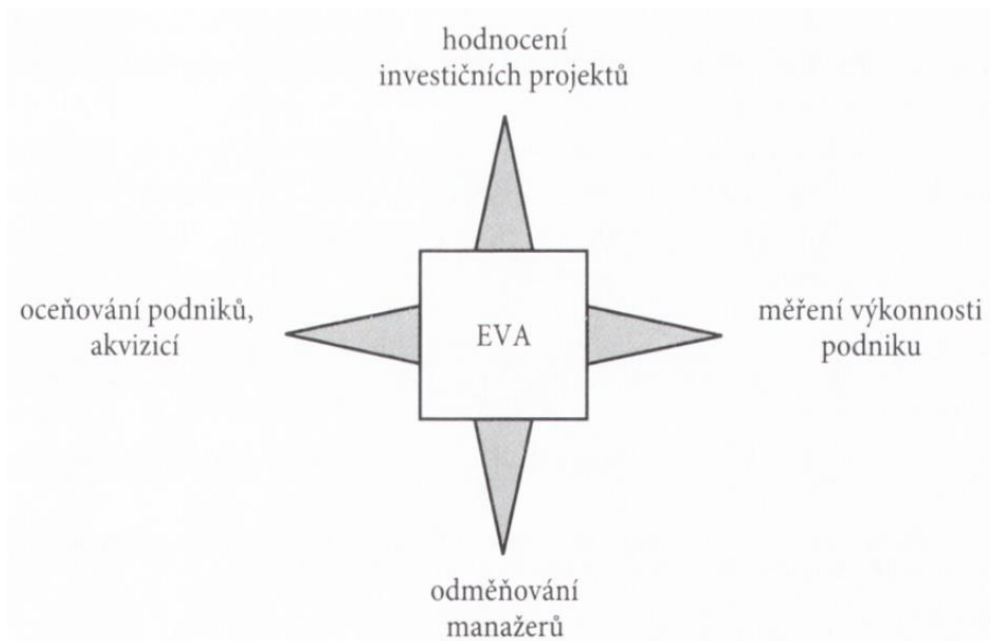 hodnocení
investičních projektů
oceňování podniků,
akvizicí
EVA
měření výkonnosti
podniku
odměňování
manažerů